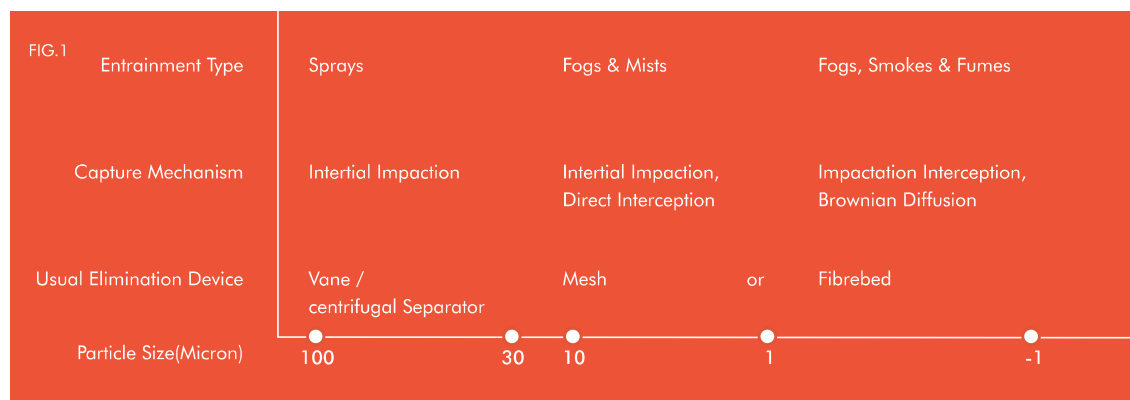 FIG.1
Entrainment Type Sprays Fogs & Mists Fogs, Smokes & Fumes
Capture Mechanism Intertial Impaction Intertial Impaction, Impactation Interception,
Direct Interception Brownian Diffusion
Usual Elimination Device Vane / Mesh or Fibrebed
centrifugal Separator
Particle Size(Micron) 100 30 10 1 -1